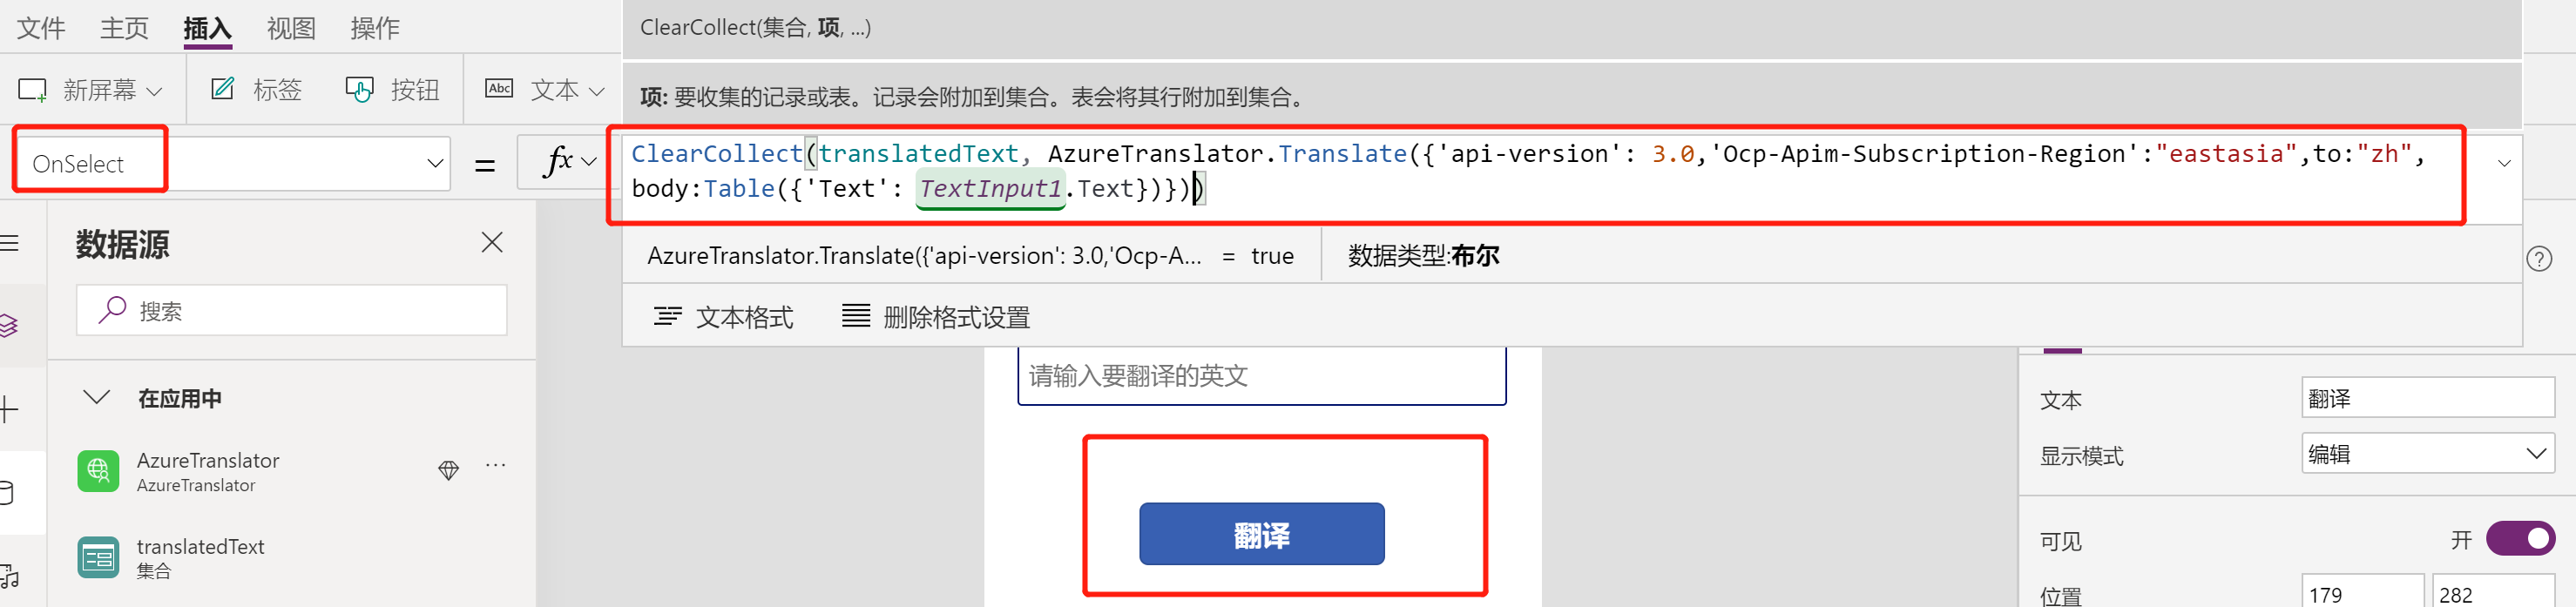 文件 主页 插入 视图 操作
ClearCollect(集合, 项, ...)
新屏幕 标签 按钮 Abc 文本
项: 要收集的记录或表。记录会附加到集合。表会将其行附加到集合。
OnSelect = fx
ClearCollect(translatedText, AzureTranslator.Translate({'api-version': 3.0,'Ocp-Apim-Subscription-Region':"eastasia",to:"zh",
body:Table({'Text': TextInput1.Text})}))
AzureTranslator.Translate({'api-version': 3.0,'Ocp-A... = true 数据类型:布尔
文本格式 删除格式设置
数据源
搜索
在应用中
AzureTranslator
AzureTranslator
translatedText
集合
请输入要翻译的英文
翻译
文本 翻译
显示模式 编辑
可见 开
位置 179 282